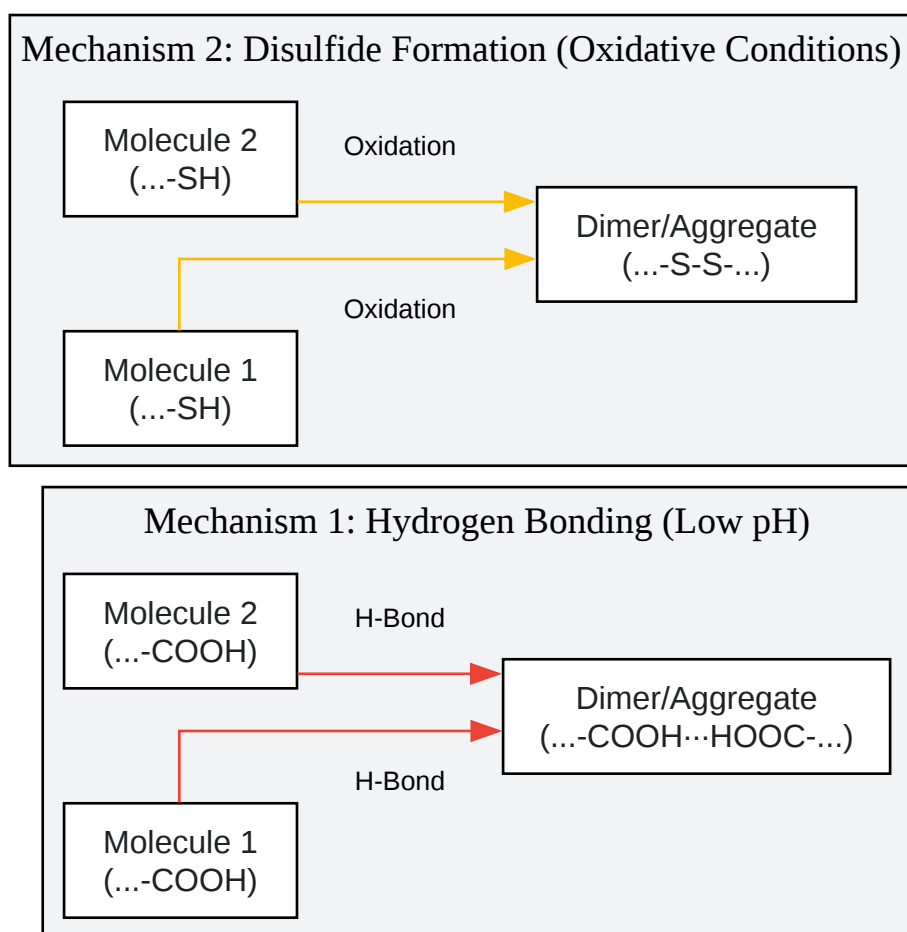 Mechanism 2: Disulfide Formation (Oxidative Conditions)
Molecule 2
(...-SH)
Oxidation
Dimer/Aggregate
(...-S-S-...)
Oxidation
Molecule 1
(...-SH)
Mechanism 1: Hydrogen Bonding (Low pH)
Molecule 2
(...-COOH)
H-Bond
Dimer/Aggregate
(...-COOH···HOOC-...)
H-Bond
Molecule 1
(...-COOH)